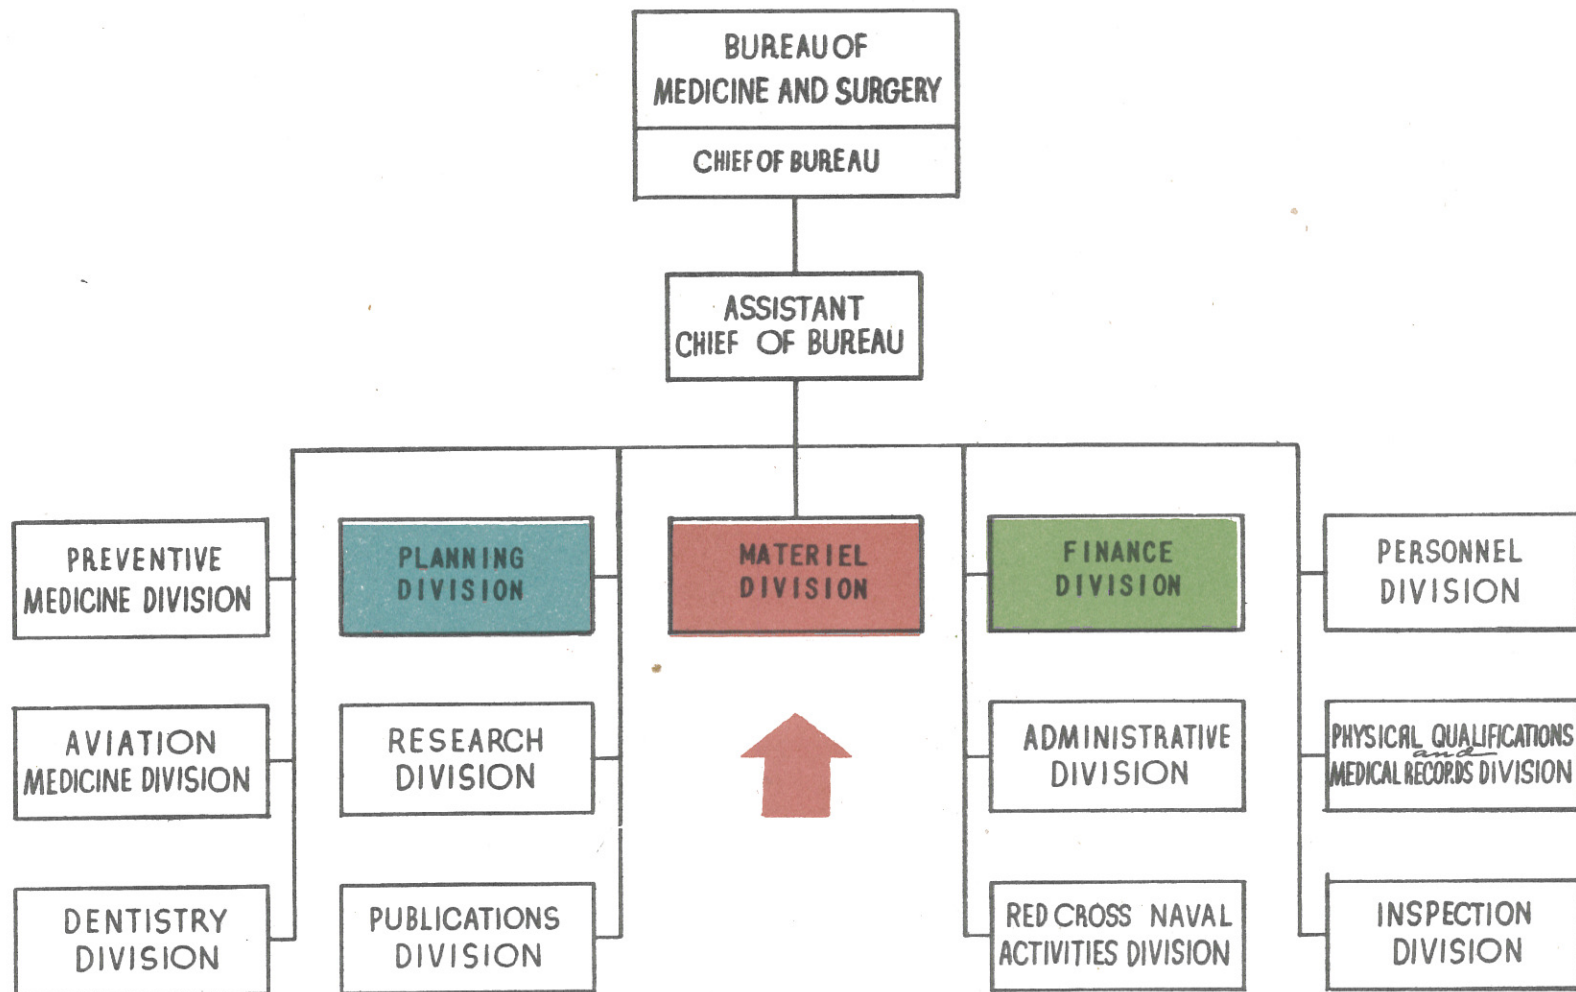 BUREAU OF
MEDICINE AND SURGERY
CHIEF OF BUREAU
ASSISTANT
CHIEF OF BUREAU
PREVENTIVE
MEDICINE DIVISION
PLANNING
DIVISION
MATERIEL
DIVISION
FINANCE
DIVISION
PERSONNEL
DIVISION
AVIATION
MEDICINE DIVISION
RESEARCH
DIVISION
ADMINISTRATIVE
DIVISION
PHYSICAL QUALIFICATIONS
and
MEDICAL RECORDS DIVISION
DENTISTRY
DIVISION
PUBLICATIONS
DIVISION
RED CROSS NAVAL
ACTIVITIES DIVISION
INSPECTION
DIVISION